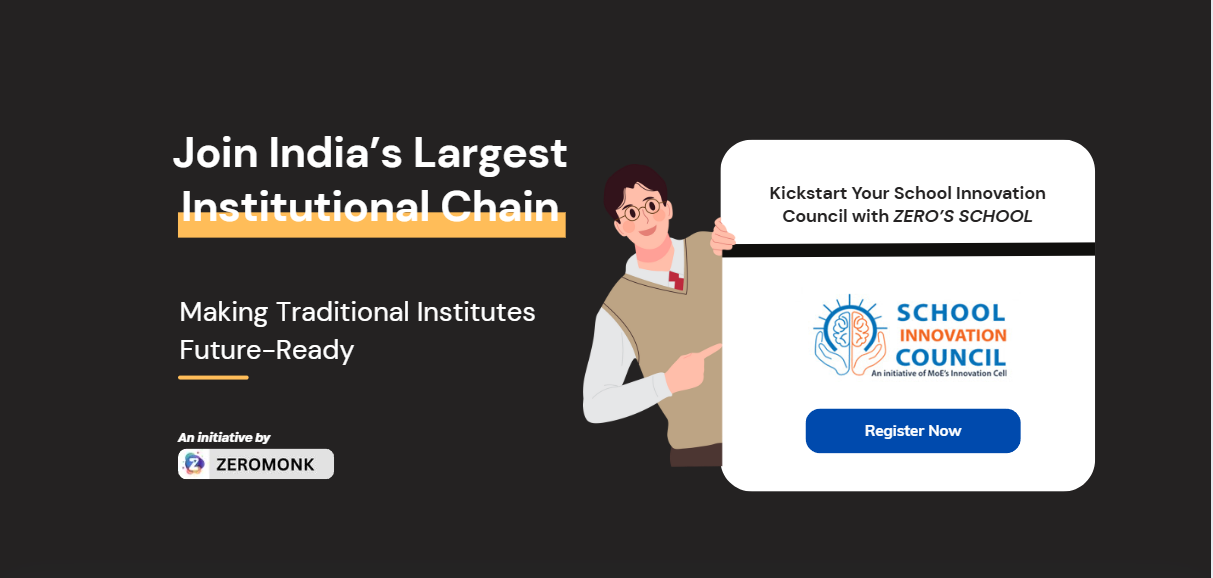 Join India’s Largest
Institutional Chain
Making Traditional Institutes
Future-Ready
An initiative by
Z ZEROMONK
Kickstart Your School Innovation
Council with ZERO’S SCHOOL
SCHOOL
INNOVATION
COUNCIL
An initiative of MoE's Innovation Cell
Register Now